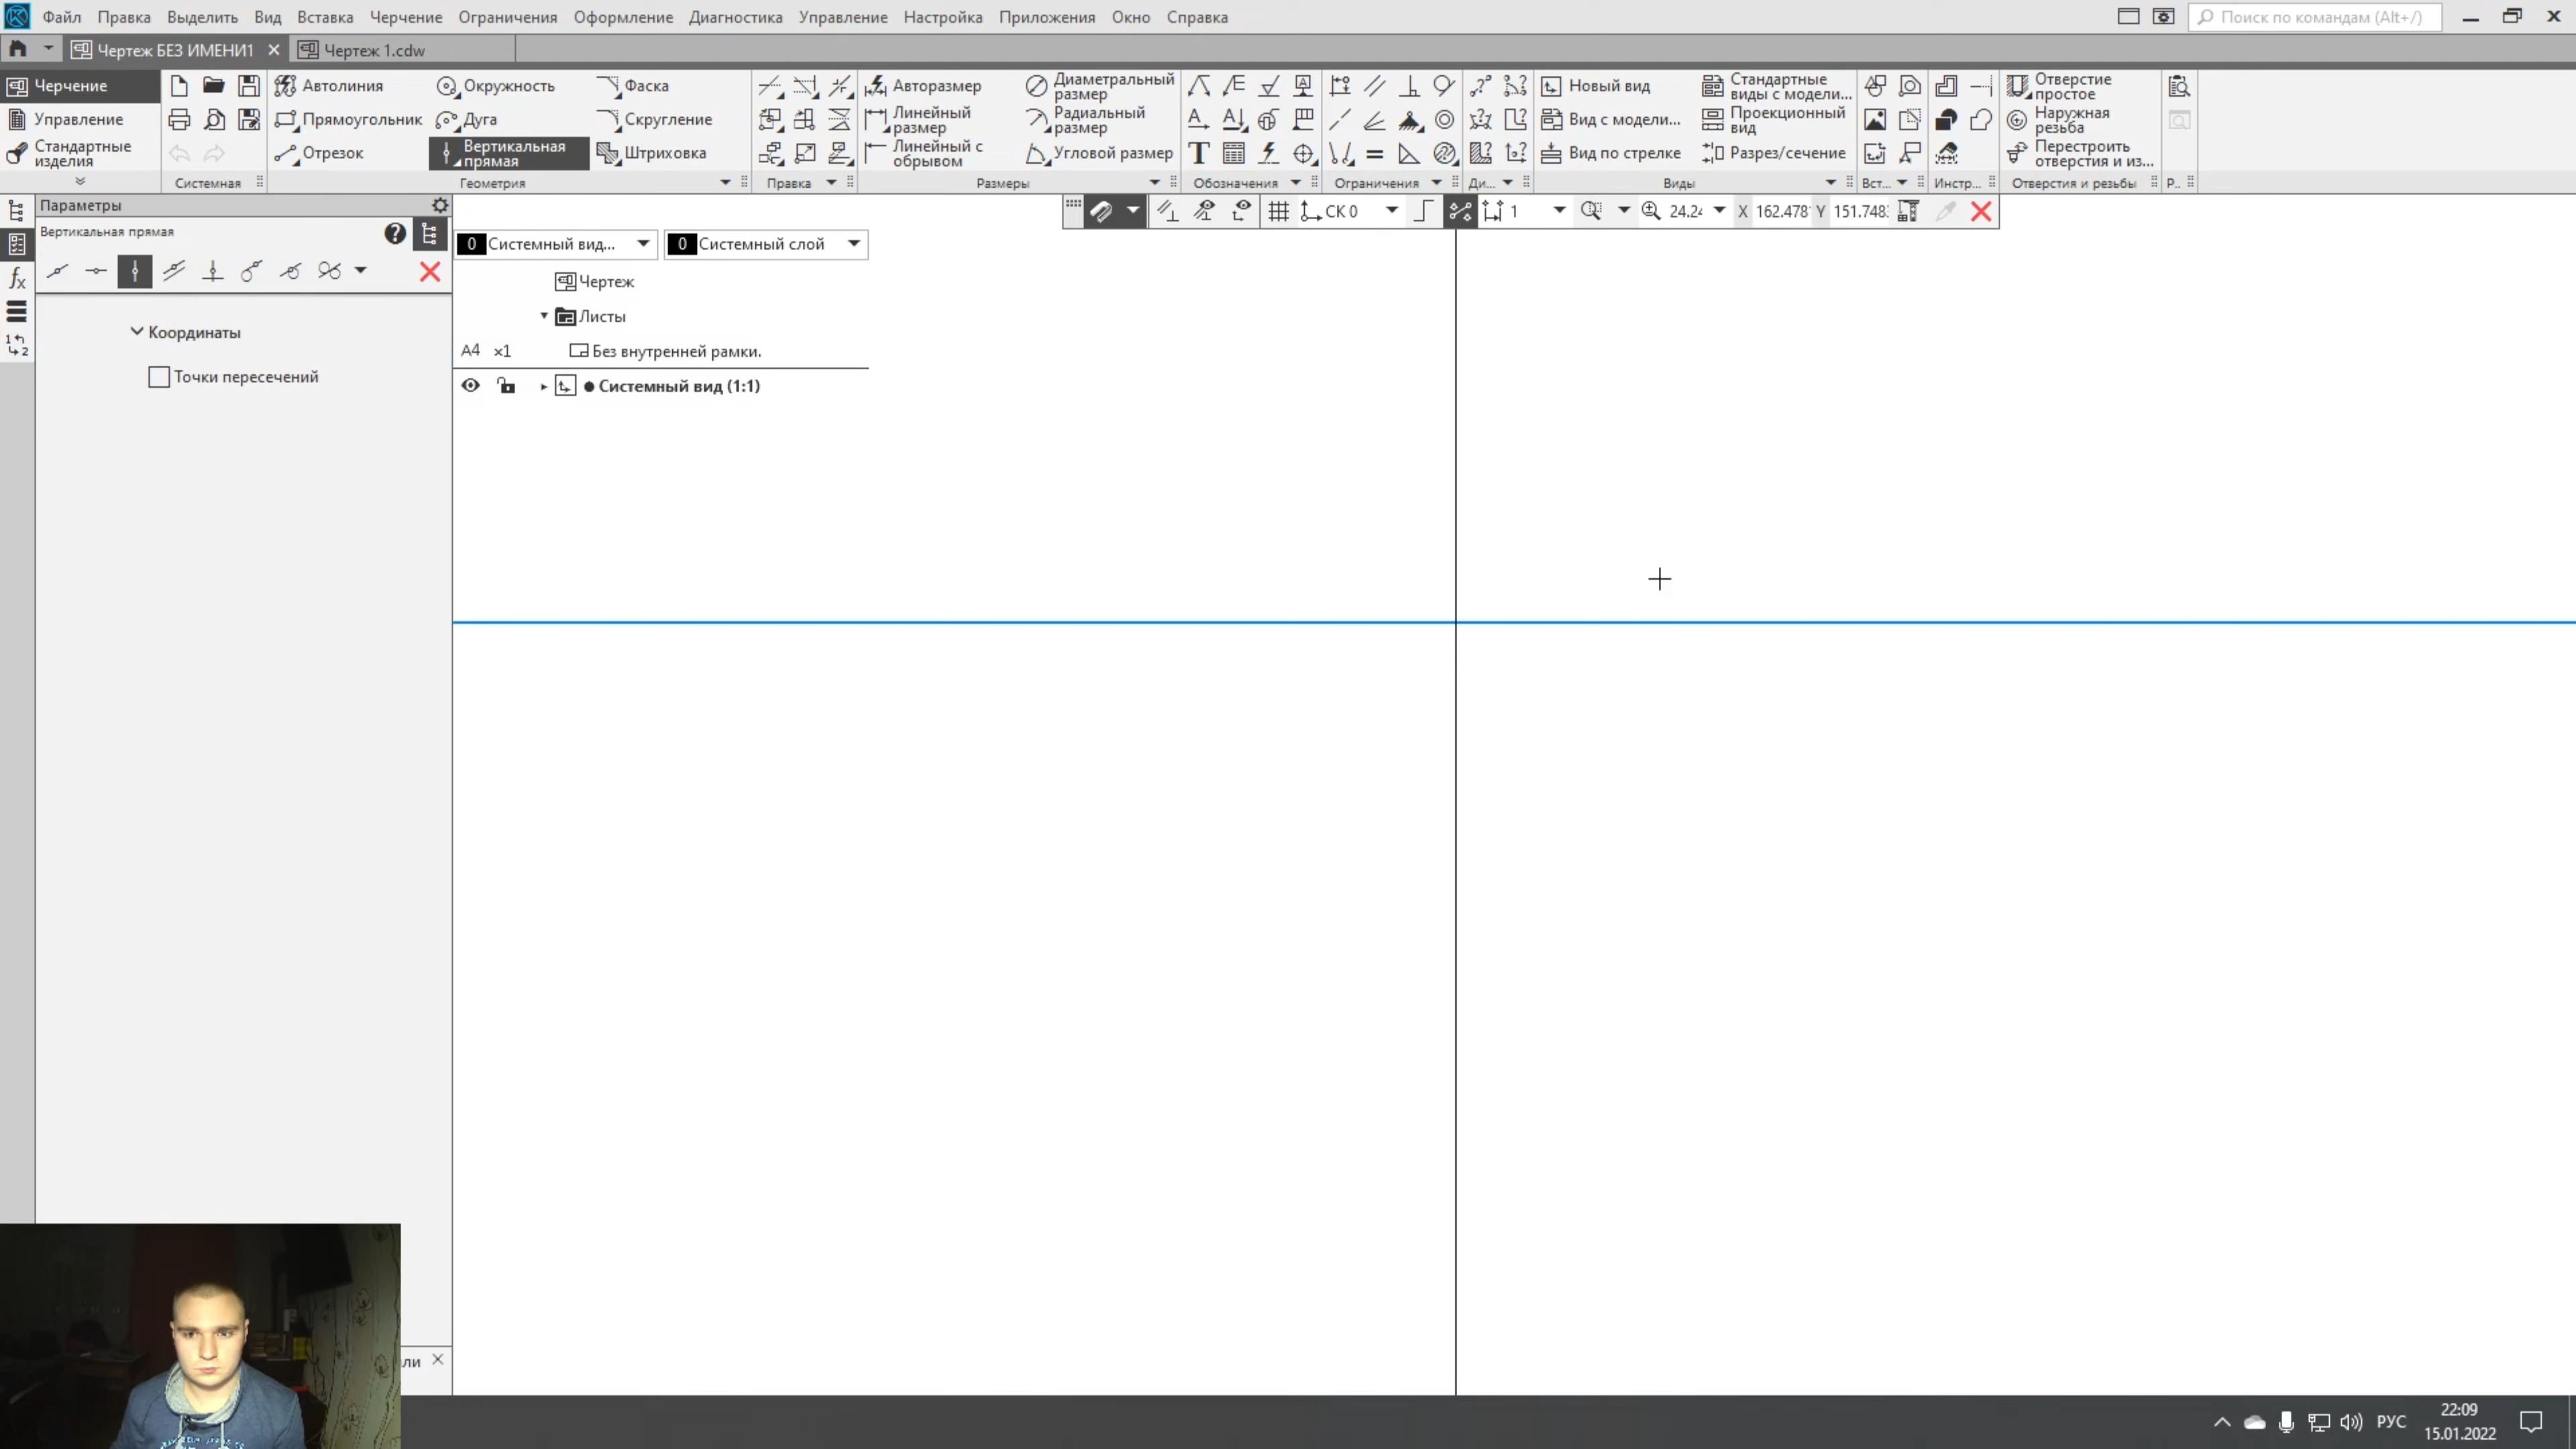 Файл Правка Выделить Вид Вставка Черчение Ограничения Оформление Диагностика Управление Настройка Приложения Окно Справка
Поиск по командам (Alt+/)
Чертеж БЕЗ ИМЕНИ1
Чертеж 1.cdw
Черчение
Управление
Стандартные
изделия
Системная
Автолиния
Прямоугольник
Отрезок
Окружность
Дуга
Вертикальная
прямая
Фаска
Скругление
Штриховка
Геометрия
Правка
Авторазмер
Линейный
размер
Линейный с
обрывом
Диаметральный
размер
Радиальный
размер
Угловой размер
Размеры
Обозначения
Ограничения
Ди...
Новый вид
Вид с модели...
Вид по стрелке
Стандартные
виды с модели...
Проекционный
вид
Разрез/сечение
Виды
Вст...
Инстр...
Отверстие
простое
Наружная
резьба
Перестроить
отверстия и из...
Отверстия и резьбы
Р..
Параметры
Вертикальная прямая
Координаты
Точки пересечений
СК 0
1
24.24
X 162.478
Y 151.748
0 Системный вид...
0 Системный слой
Чертеж
Листы
A4 ×1 Без внутренней рамки.
Системный вид (1:1)
ли
РУС
22:09
15.01.2022